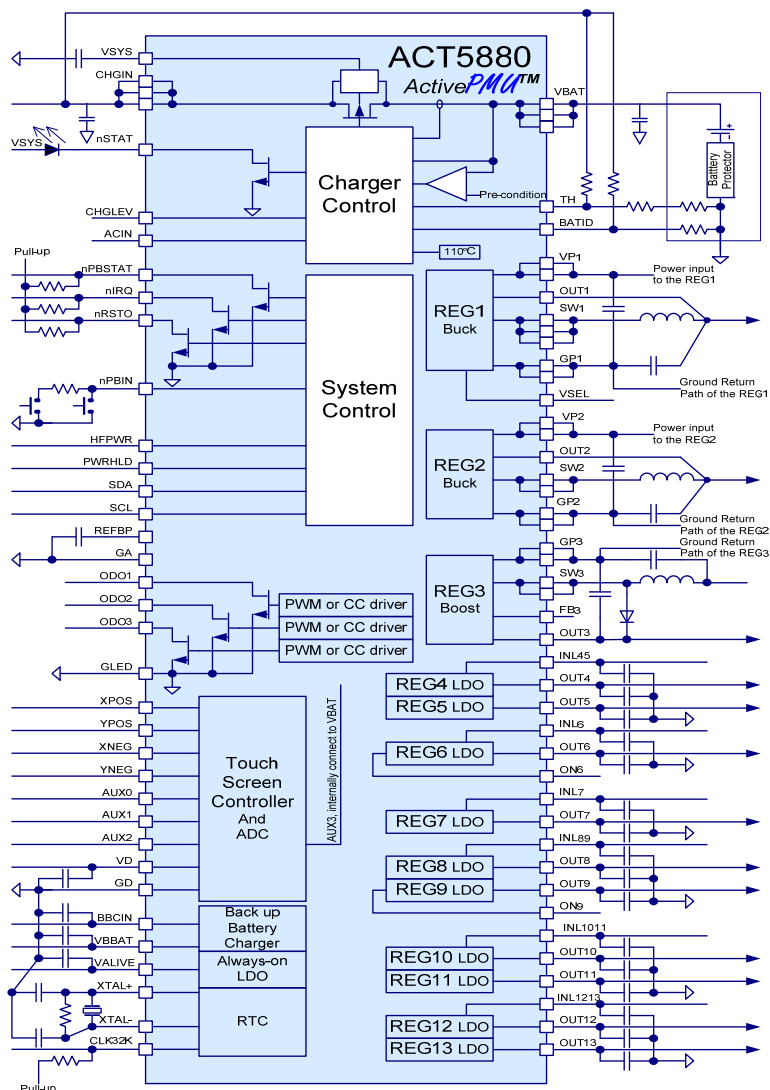 ACT5880
ActivePMU™
VSYS
CHGIN
VSYS
nSTAT
CHGLEV
ACIN
Pull-up
nPBSTAT
nIRQ
nRSTO
nPBIN
HFPWR
PWRHLD
SDA
SCL
REFBP
GA
ODO1
ODO2
ODO3
GLED
XPOS
YPOS
XNEG
YNEG
AUX0
AUX1
AUX2
VD
GD
BBCIN
VBBAT
VALIVE
XTAL+
XTAL-
CLK32K
Pull-up
Charger
Control
Pre-condition
110°C
System
Control
PWM or CC driver
PWM or CC driver
PWM or CC driver
Touch
Screen
Controller
And
ADC
AUX3, internally connect to VBAT
Back up
Battery
Charger
Always-on
LDO
RTC
REG1
Buck
REG2
Buck
REG3
Boost
REG4 LDO
REG5 LDO
REG6 LDO
REG7 LDO
REG8 LDO
REG9 LDO
REG10 LDO
REG11 LDO
REG12 LDO
REG13 LDO
VBAT
+
-
Batttery
Protector
TH
BATID
VP1
Power input
to the REG1
OUT1
SW1
GP1
Ground Return
Path of the REG1
VSEL
VP2
Power input
to the REG2
OUT2
SW2
GP2
Ground Return
Path of the REG2
GP3
Ground Return
Path of the REG3
SW3
FB3
OUT3
INL45
OUT4
OUT5
INL6
OUT6
ON6
INL7
OUT7
INL89
OUT8
OUT9
ON9
INL1011
OUT10
OUT11
INL1213
OUT12
OUT13